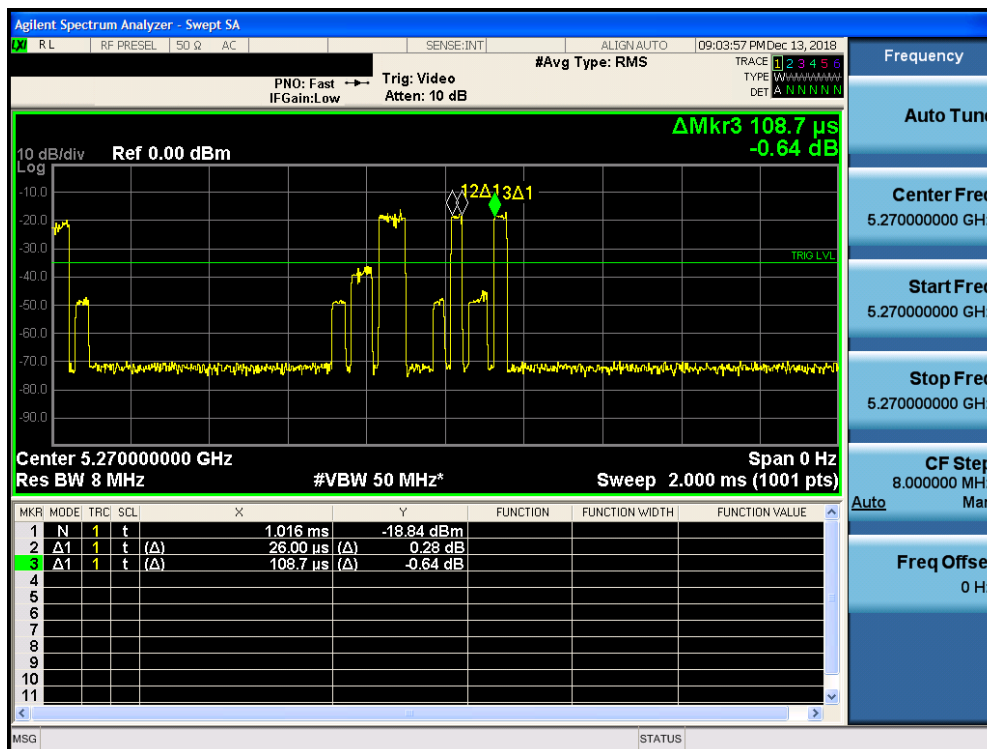 Agilent Spectrum Analyzer - Swept SA
LXI RL RF PRESEL 50 Ω AC SENSE:INT ALIGN AUTO 09:03:57 PM Dec 13, 2018
#Avg Type: RMS
TRACE 1 2 3 4 5 6
PNO: Fast Trig: Video TYPE WWWWWW
IFGain:Low Atten: 10 dB DET A N N N N N
ΔMkr3 108.7 µs
-0.64 dB
10 dB/div Ref 0.00 dBm
Log
-10.0
12Δ13Δ1
-20.0
-30.0
TRIG LVL
-40.0
-50.0
-60.0
-70.0
-80.0
-90.0
Center 5.270000000 GHz Span 0 Hz
Res BW 8 MHz #VBW 50 MHz* Sweep 2.000 ms (1001 pts)
MKR MODE TRC SCL X Y FUNCTION FUNCTION WIDTH FUNCTION VALUE
1 N 1 t 1.016 ms -18.84 dBm
2 Δ1 1 t (Δ) 26.00 µs (Δ) 0.28 dB
3 Δ1 1 t (Δ) 108.7 µs (Δ) -0.64 dB
4
5
6
7
8
9
10
11
MSG STATUS
Frequency
Auto Tun
Center Fre
5.270000000 GH
Start Fre
5.270000000 GH
Stop Fre
5.270000000 GH
CF Step
8.000000 MH
Auto Ma
Freq Offse
0 H